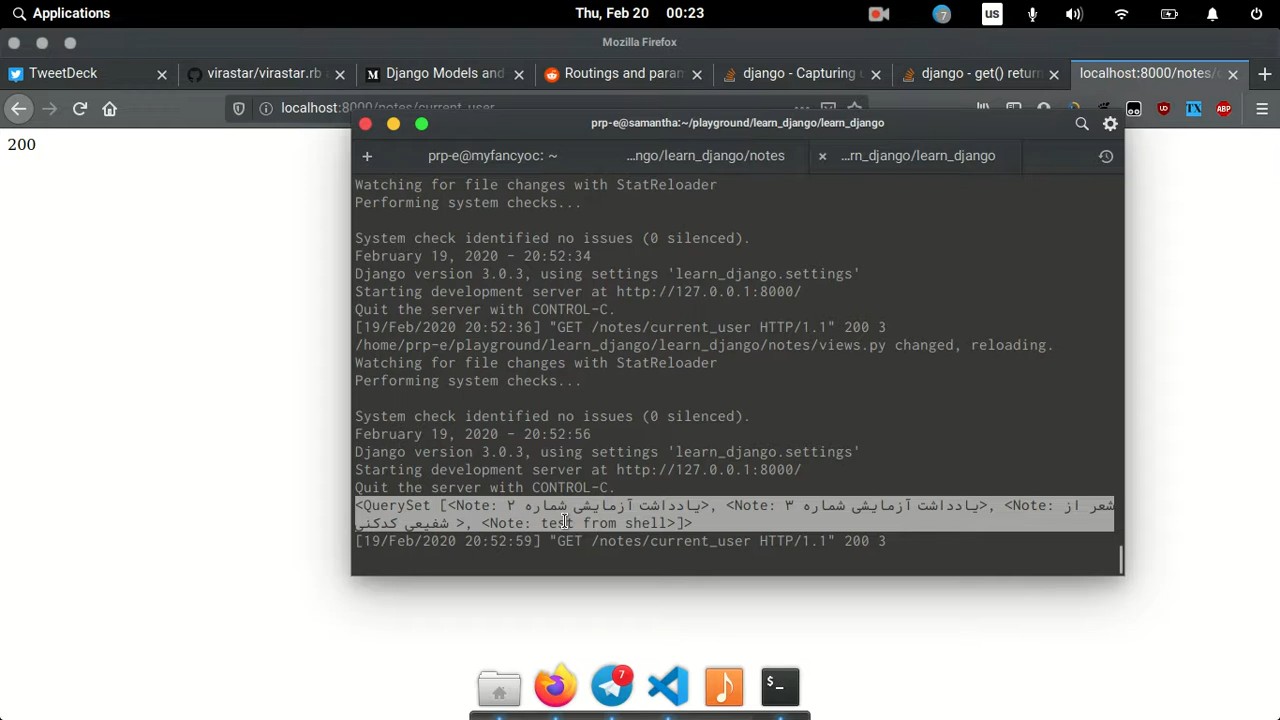 Applications
Thu, Feb 20 00:23
7
us
Mozilla Firefox
TweetDeck
virastar/virastar.rb
Django Models and
Routings and param
django - Capturing
django - get() return
localhost:8000/notes/
localhost:8000/notes/current_user
200
prp-e@samantha:~/playground/learn_django/learn_django
prp-e@myfancyoc: ~
...ngo/learn_django/notes
...rn_django/learn_django
Watching for file changes with StatReloader
Performing system checks...
System check identified no issues (0 silenced).
February 19, 2020 - 20:52:34
Django version 3.0.3, using settings 'learn_django.settings'
Starting development server at http://127.0.0.1:8000/
Quit the server with CONTROL-C.
[19/Feb/2020 20:52:36] "GET /notes/current_user HTTP/1.1" 200 3
/home/prp-e/playground/learn_django/learn_django/notes/views.py changed, reloading.
Watching for file changes with StatReloader
Performing system checks...
System check identified no issues (0 silenced).
February 19, 2020 - 20:52:56
Django version 3.0.3, using settings 'learn_django.settings'
Starting development server at http://127.0.0.1:8000/
Quit the server with CONTROL-C.
<QuerySet [<Note: یادداشت آزمایشی شماره ۲>, <Note: یادداشت آزمایشی شماره ۳>, <Note: شعر از
شفیعی کدکنی >, <Note: test from shell>]>
[19/Feb/2020 20:52:59] "GET /notes/current_user HTTP/1.1" 200 3
7